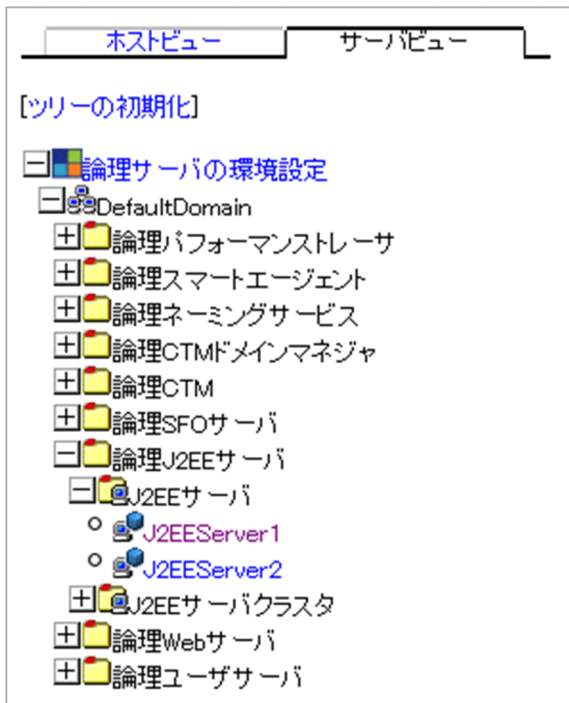 ホストビュー サーバビュー
[ツリーの初期化]
論理サーバの環境設定
DefaultDomain
論理パフォーマンストレーサ
論理スマートエージェント
論理ネーミングサービス
論理CTMドメインマネジャ
論理CTM
論理SFOサーバ
論理J2EEサーバ
J2EEサーバ
J2EEServer1
J2EEServer2
J2EEサーバクラスタ
論理Webサーバ
論理ユーザサーバ